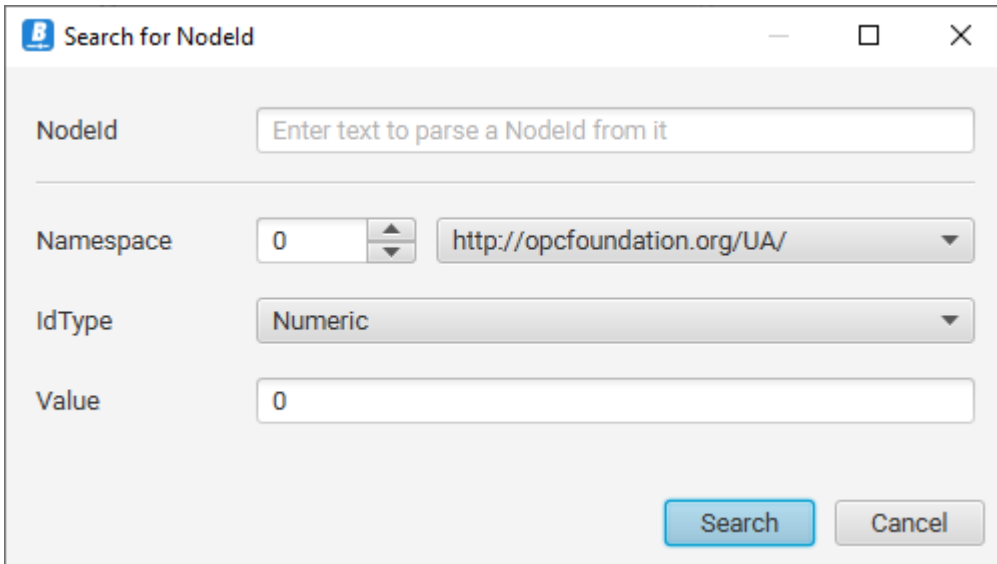 B Search for NodeId
NodeId Enter text to parse a NodeId from it
Namespace 0 http://opcfoundation.org/UA/
IdType Numeric
Value 0
Search Cancel